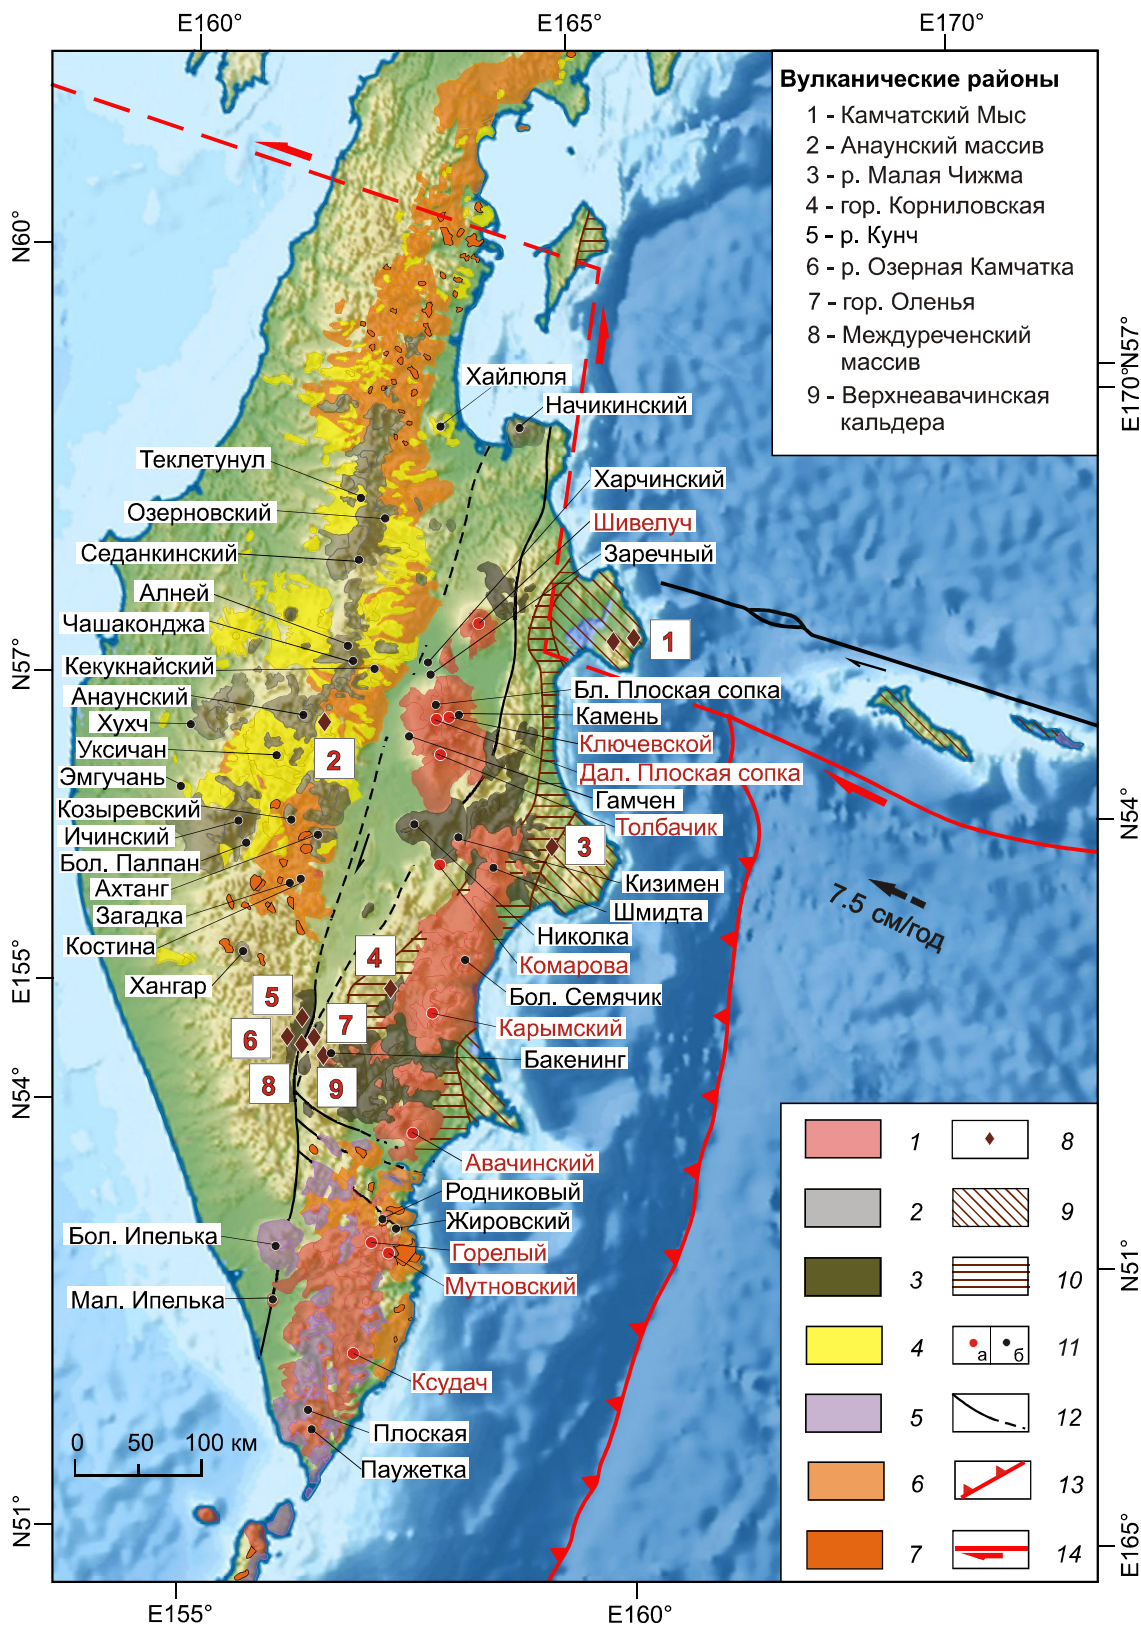 E160°
E165°
E170°
Вулканические районы
1 - Камчатский Мыс
2 - Анаунский массив
3 - р. Малая Чижма
4 - гор. Корниловская
5 - р. Кунч
6 - р. Озерная Камчатка
7 - гор. Оленья
8 - Междуреченский
массив
9 - Верхнеавачинская
кальдера
N60°
N57°
E170°
Хайлюля
Начикинский
Теклетунул
Харчинский
Озерновский
Шивелуч
Седанкинский
Заречный
Алней
Чашаконджа
1
N57°
Кекукнайский
Анаунский
Бл. Плоская сопка
Хухч
Камень
Уксичан
2
Ключевской
Эмгучань
Дал. Плоская сопка
Козыревский
Гамчен
N54°
Ичинский
Толбачик
Бол. Палпан
3
Ахтанг
Кизимен
Загадка
Шмидта
7.5 см/год
Костина
Николка
4
Комарова
E155°
Хангар
Бол. Семячик
5
7
Карымский
6
Бакенинг
8
9
N54°
Авачинский
Родниковый
Жировский
Бол. Ипелька
Горелый
Мутновский
N51°
Мал. Ипелька
Ксудач
Плоская
0 50 100 км
Паужетка
N51°
1
8
2
9
3
10
4
а
б
11
5
12
6
13
7
14
E165°
E155°
E160°